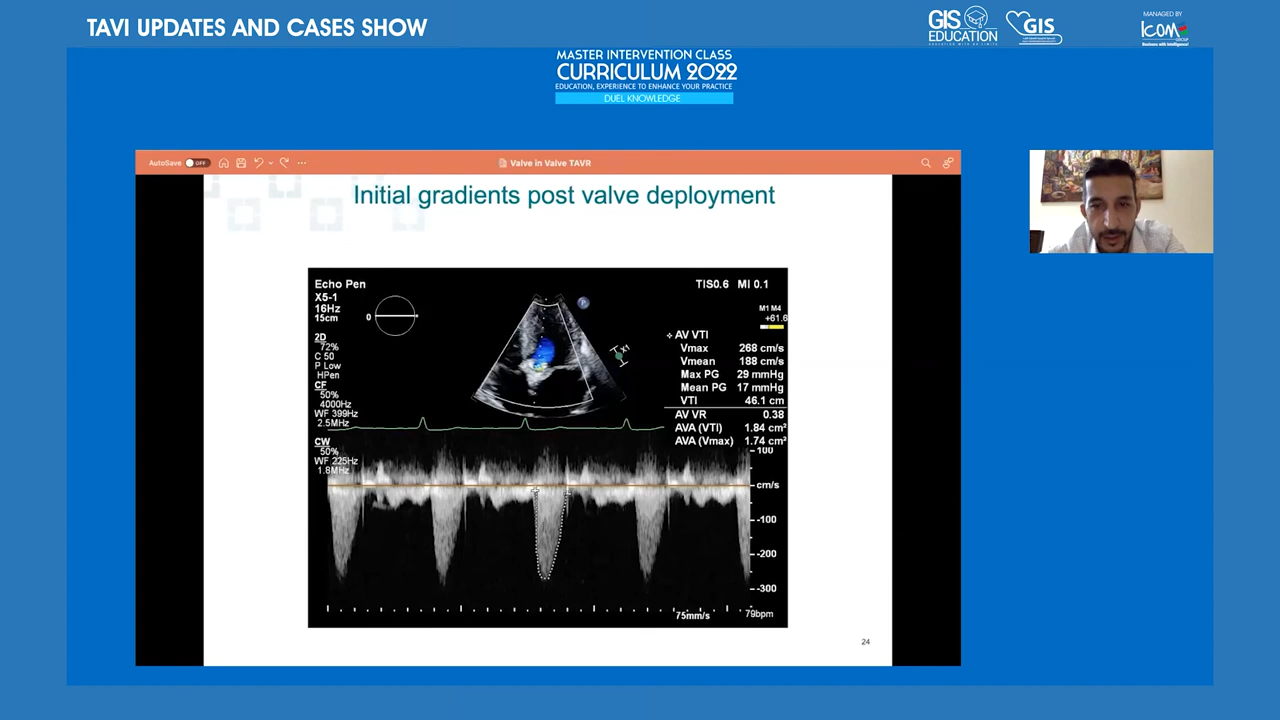 TAVI UPDATES AND CASES SHOW
GIS
EDUCATION
GIS
MANAGED BY
ICOM
GROUP
Business with Intelligence!
MASTER INTERVENTION CLASS
CURRICULUM 2022
EDUCATION, EXPERIENCE TO ENHANCE YOUR PRACTICE
DUEL KNOWLEDGE
AutoSave OFF
Valve in Valve TAVR
Initial gradients post valve deployment
Echo Pen
X5-1
16Hz
15cm
0
2D
72%
C 50
P Low
HPen
CF
50%
4000Hz
WF 399Hz
2.5MHz
CW
50%
WF 225Hz
1.8MHz
P
X1
TIS0.6 MI 0.1
M1 M4
+61.6
AV VTI
Vmax 268 cm/s
Vmean 188 cm/s
Max PG 29 mmHg
Mean PG 17 mmHg
VTI 46.1 cm
AV VR 0.38
AVA (VTI) 1.84 cm²
AVA (Vmax) 1.74 cm²
100
cm/s
-100
-200
-300
75mm/s 79bpm
24